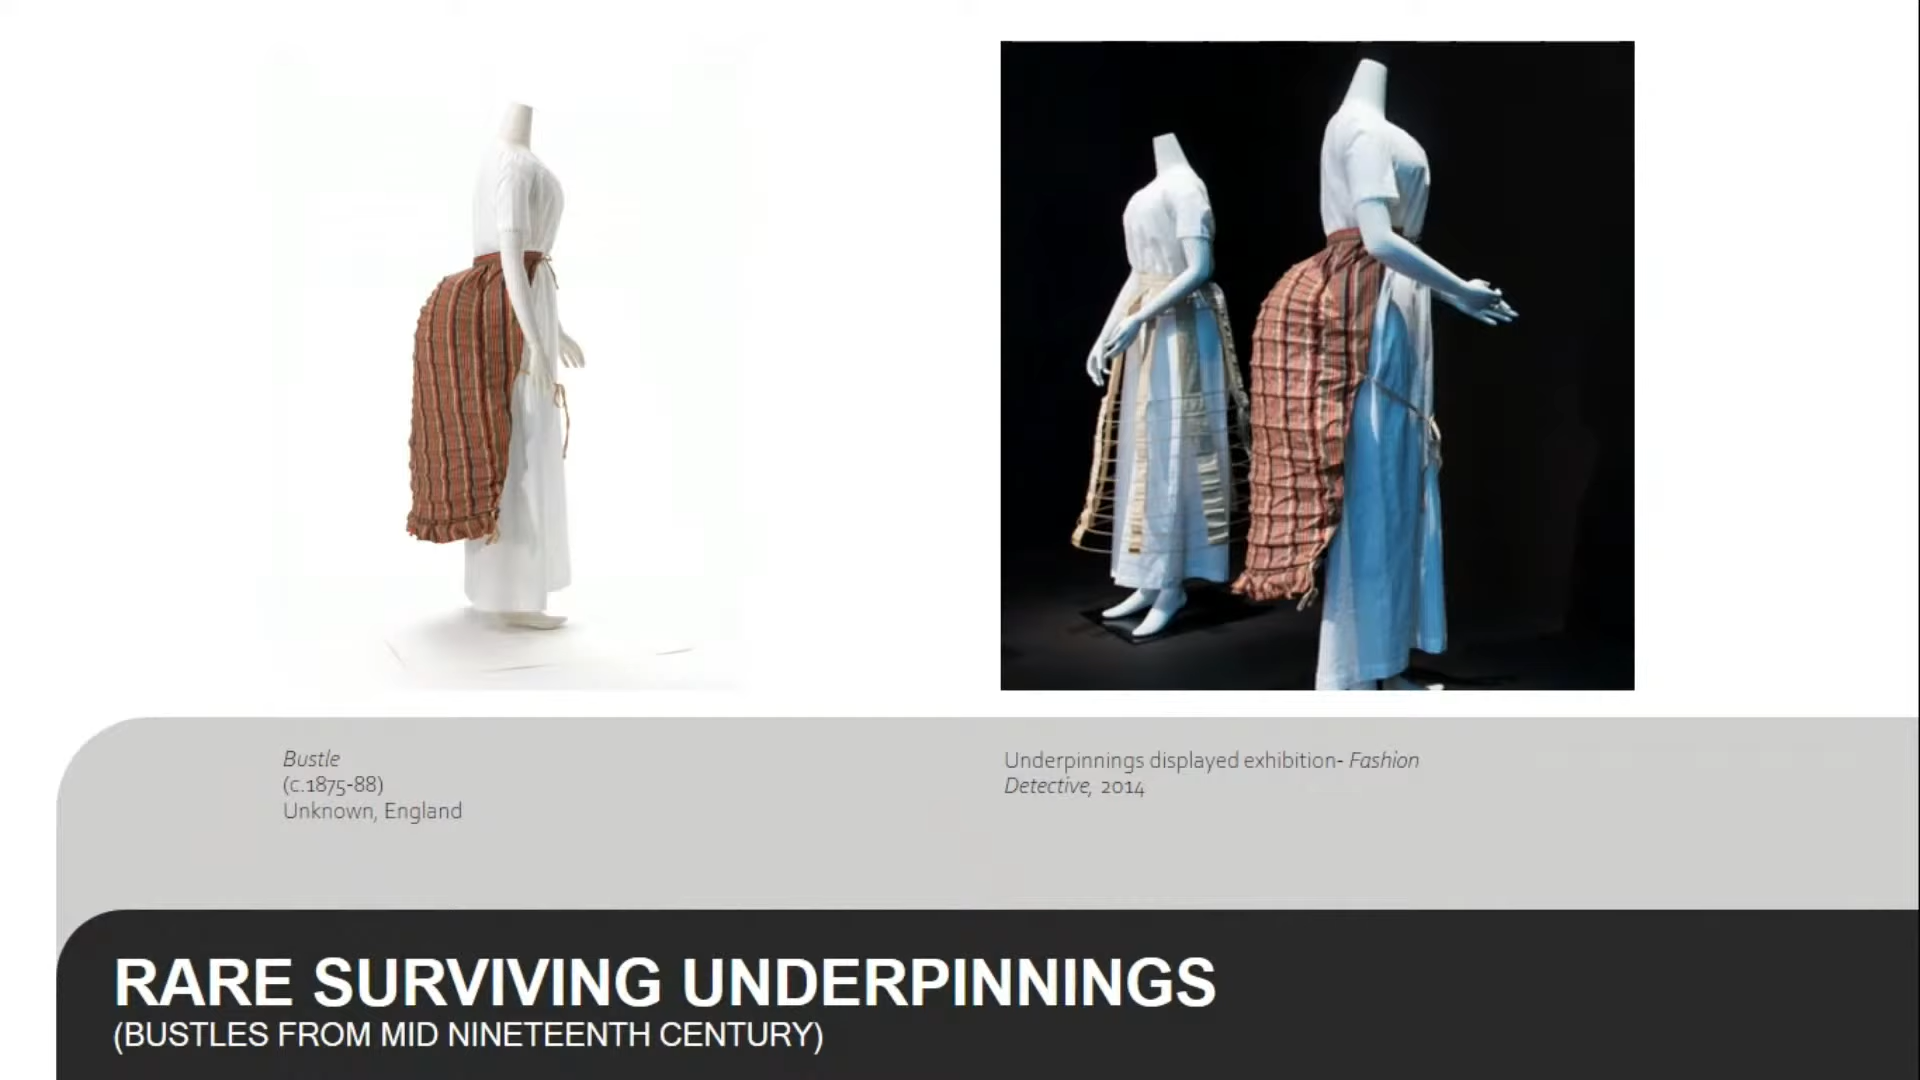 Bustle
(c.1875-88)
Unknown, England
Underpinnings displayed exhibition- Fashion
Detective, 2014
RARE SURVIVING UNDERPINNINGS
(BUSTLES FROM MID NINETEENTH CENTURY)